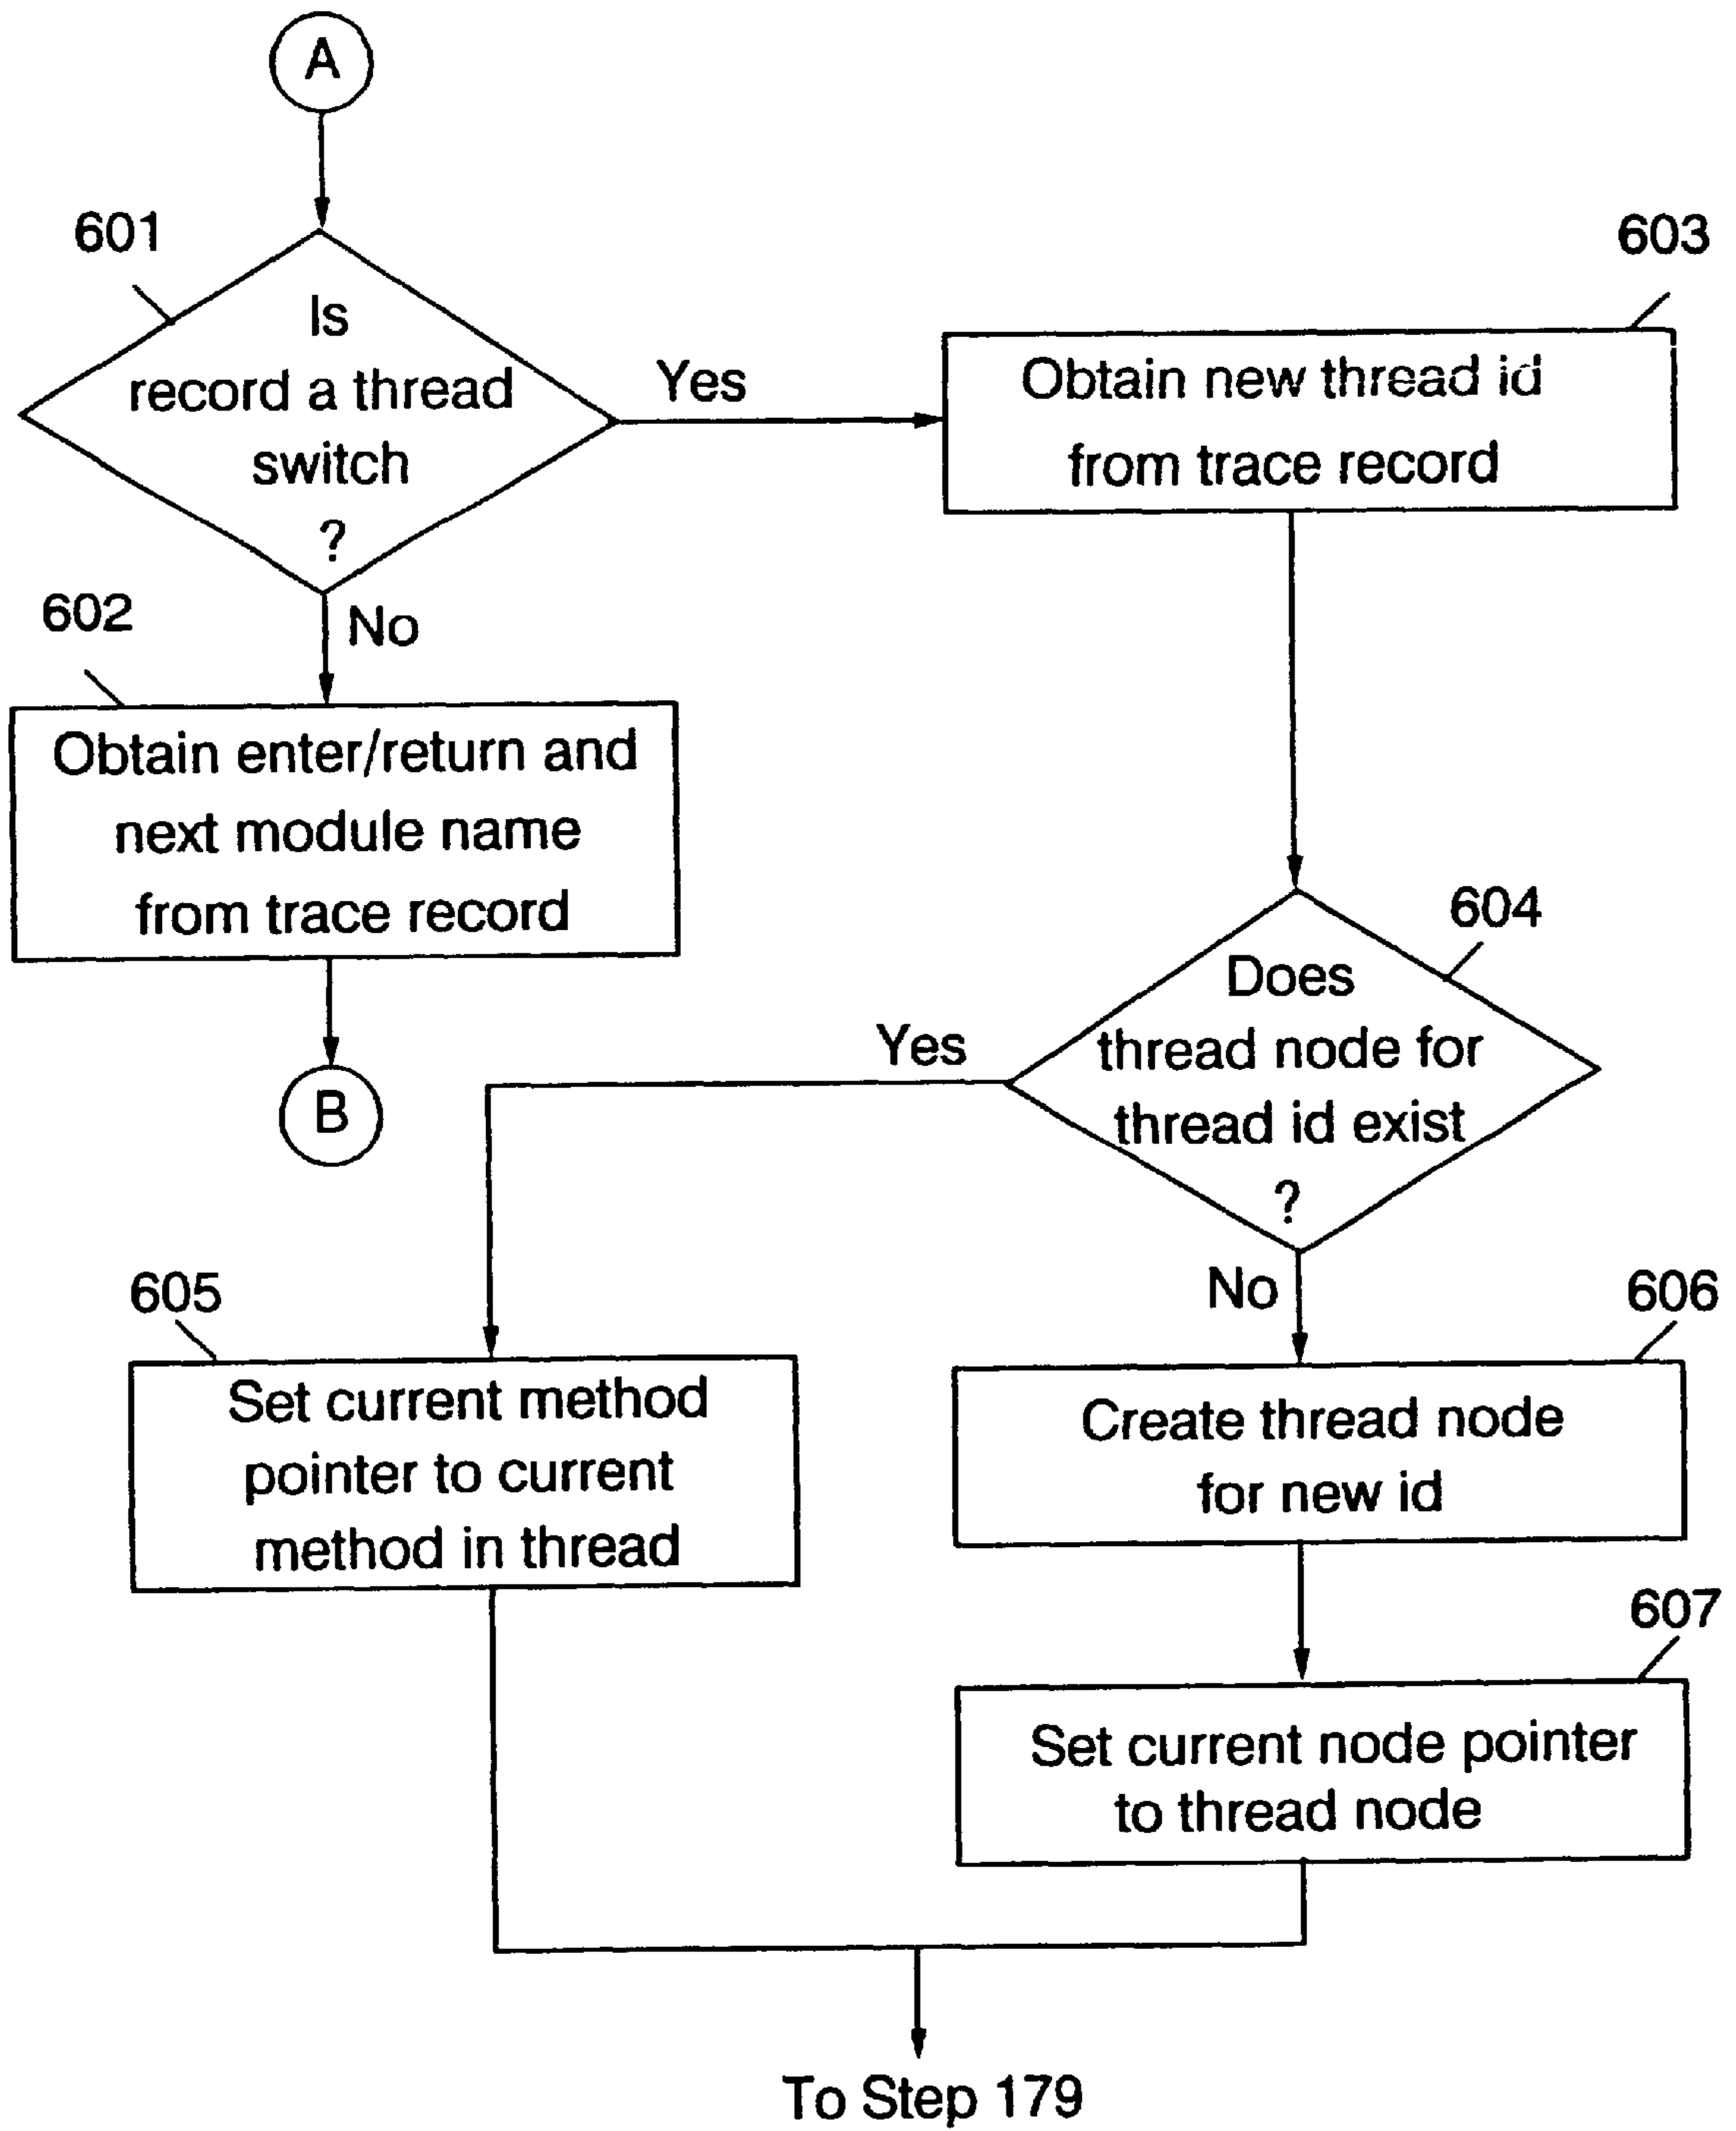 A
601
Is
record a thread
switch
?
Yes
603
Obtain new thread id
from trace record
No
602
Obtain enter/return and
next module name
from trace record
B
604
Does
thread node for
thread id exist
?
Yes
No
605
Set current method
pointer to current
method in thread
606
Create thread node
for new id
607
Set current node pointer
to thread node
To Step 179